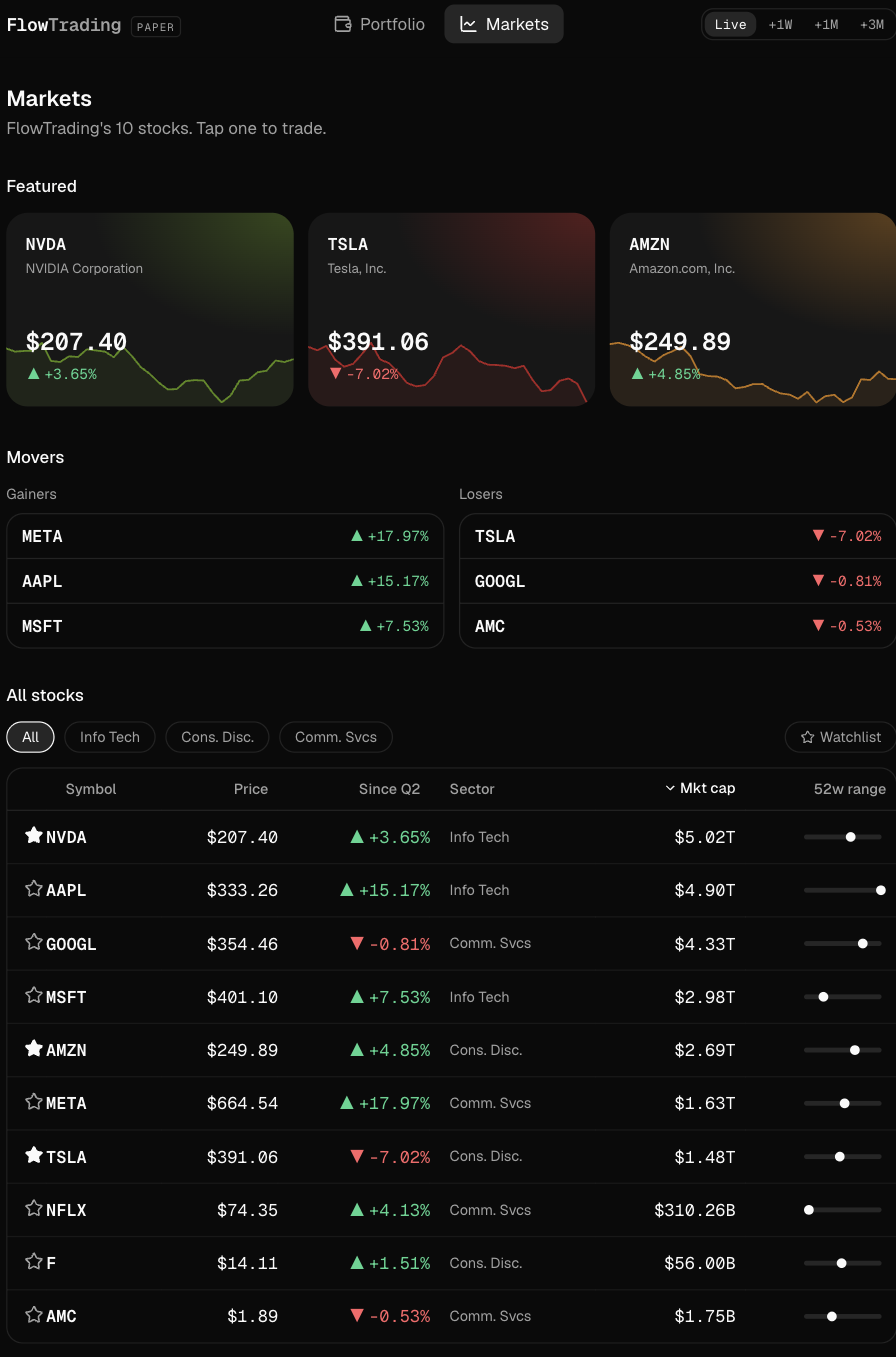 FlowTrading PAPER Portfolio Markets Live +1W +1M +3M
Markets
FlowTrading's 10 stocks. Tap one to trade.
Featured
NVDA
NVIDIA Corporation
$207.40
▲ +3.65%
TSLA
Tesla, Inc.
$391.06
▼ -7.02%
AMZN
Amazon.com, Inc.
$249.89
▲ +4.85%
Movers
Gainers
META ▲ +17.97%
AAPL ▲ +15.17%
MSFT ▲ +7.53%
Losers
TSLA ▼ -7.02%
GOOGL ▼ -0.81%
AMC ▼ -0.53%
All stocks
All Info Tech Cons. Disc. Comm. Svcs Watchlist
Symbol Price Since Q2 Sector Mkt cap 52w range
NVDA $207.40 ▲ +3.65% Info Tech $5.02T
AAPL $333.26 ▲ +15.17% Info Tech $4.90T
GOOGL $354.46 ▼ -0.81% Comm. Svcs $4.33T
MSFT $401.10 ▲ +7.53% Info Tech $2.98T
AMZN $249.89 ▲ +4.85% Cons. Disc. $2.69T
META $664.54 ▲ +17.97% Comm. Svcs $1.63T
TSLA $391.06 ▼ -7.02% Cons. Disc. $1.48T
NFLX $74.35 ▲ +4.13% Comm. Svcs $310.26B
F $14.11 ▲ +1.51% Cons. Disc. $56.00B
AMC $1.89 ▼ -0.53% Comm. Svcs $1.75B